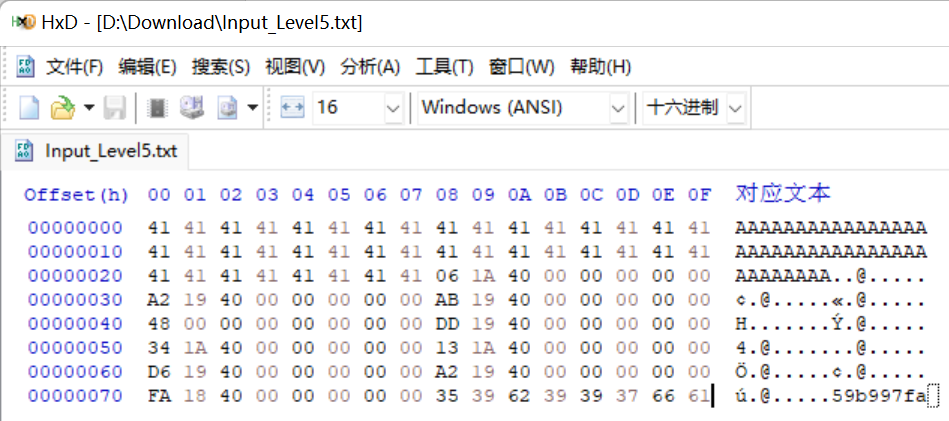 HxD - [D:\Download\Input_Level5.txt]
文件(F) 编辑(E) 搜索(S) 视图(V) 分析(A) 工具(T) 窗口(W) 帮助(H)
16 Windows (ANSI) 十六进制
Input_Level5.txt
Offset(h) 00 01 02 03 04 05 06 07 08 09 0A 0B 0C 0D 0E 0F 对应文本
00000000 41 41 41 41 41 41 41 41 41 41 41 41 41 41 41 41 AAAAAAAAAAAAAAAA
00000010 41 41 41 41 41 41 41 41 41 41 41 41 41 41 41 41 AAAAAAAAAAAAAAAA
00000020 41 41 41 41 41 41 41 41 06 1A 40 00 00 00 00 00 AAAAAAAA..@.....
00000030 A2 19 40 00 00 00 00 00 AB 19 40 00 00 00 00 00 ¢.@.....«.@.....
00000040 48 00 00 00 00 00 00 00 DD 19 40 00 00 00 00 00 H.......Ý.@.....
00000050 34 1A 40 00 00 00 00 00 13 1A 40 00 00 00 00 00 4.@.......@.....
00000060 D6 19 40 00 00 00 00 00 A2 19 40 00 00 00 00 00 Ö.@.....¢.@.....
00000070 FA 18 40 00 00 00 00 00 35 39 62 39 39 37 66 61 ú.@.....59b997fa